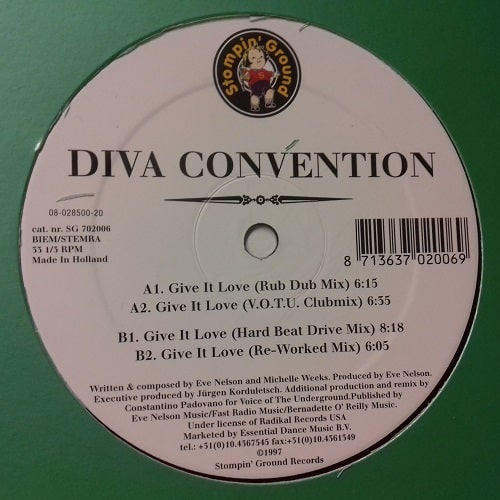 Stompin' Ground
DIVA CONVENTION
08-028500-20
cat. nr. SG 702006
BIEM/STEMRA
33 1/3 RPM
Made In Holland
8 713637 020069
A1. Give It Love (Rub Dub Mix) 6:15
A2. Give It Love (V.O.T.U. Clubmix) 6:35
B1. Give It Love (Hard Beat Drive Mix) 8:18
B2. Give It Love (Re-Worked Mix) 6:05
Written & composed by Eve Nelson and Michelle Weeks. Produced by Eve Nelson.
Executive produced by Jürgen Korduletsch. Additional production and remix by
Constantino Padovano for Voice of The Underground.Published by
Eve Nelson Music/Fast Radio Music/Bernadette O' Reilly Music.
Under license of Radikal Records USA
Marketed by Essential Dance Music B.V.
tel.: +31(0)10.4367545 fax:+31(0)10.4361349
©1997
Stompin' Ground Records